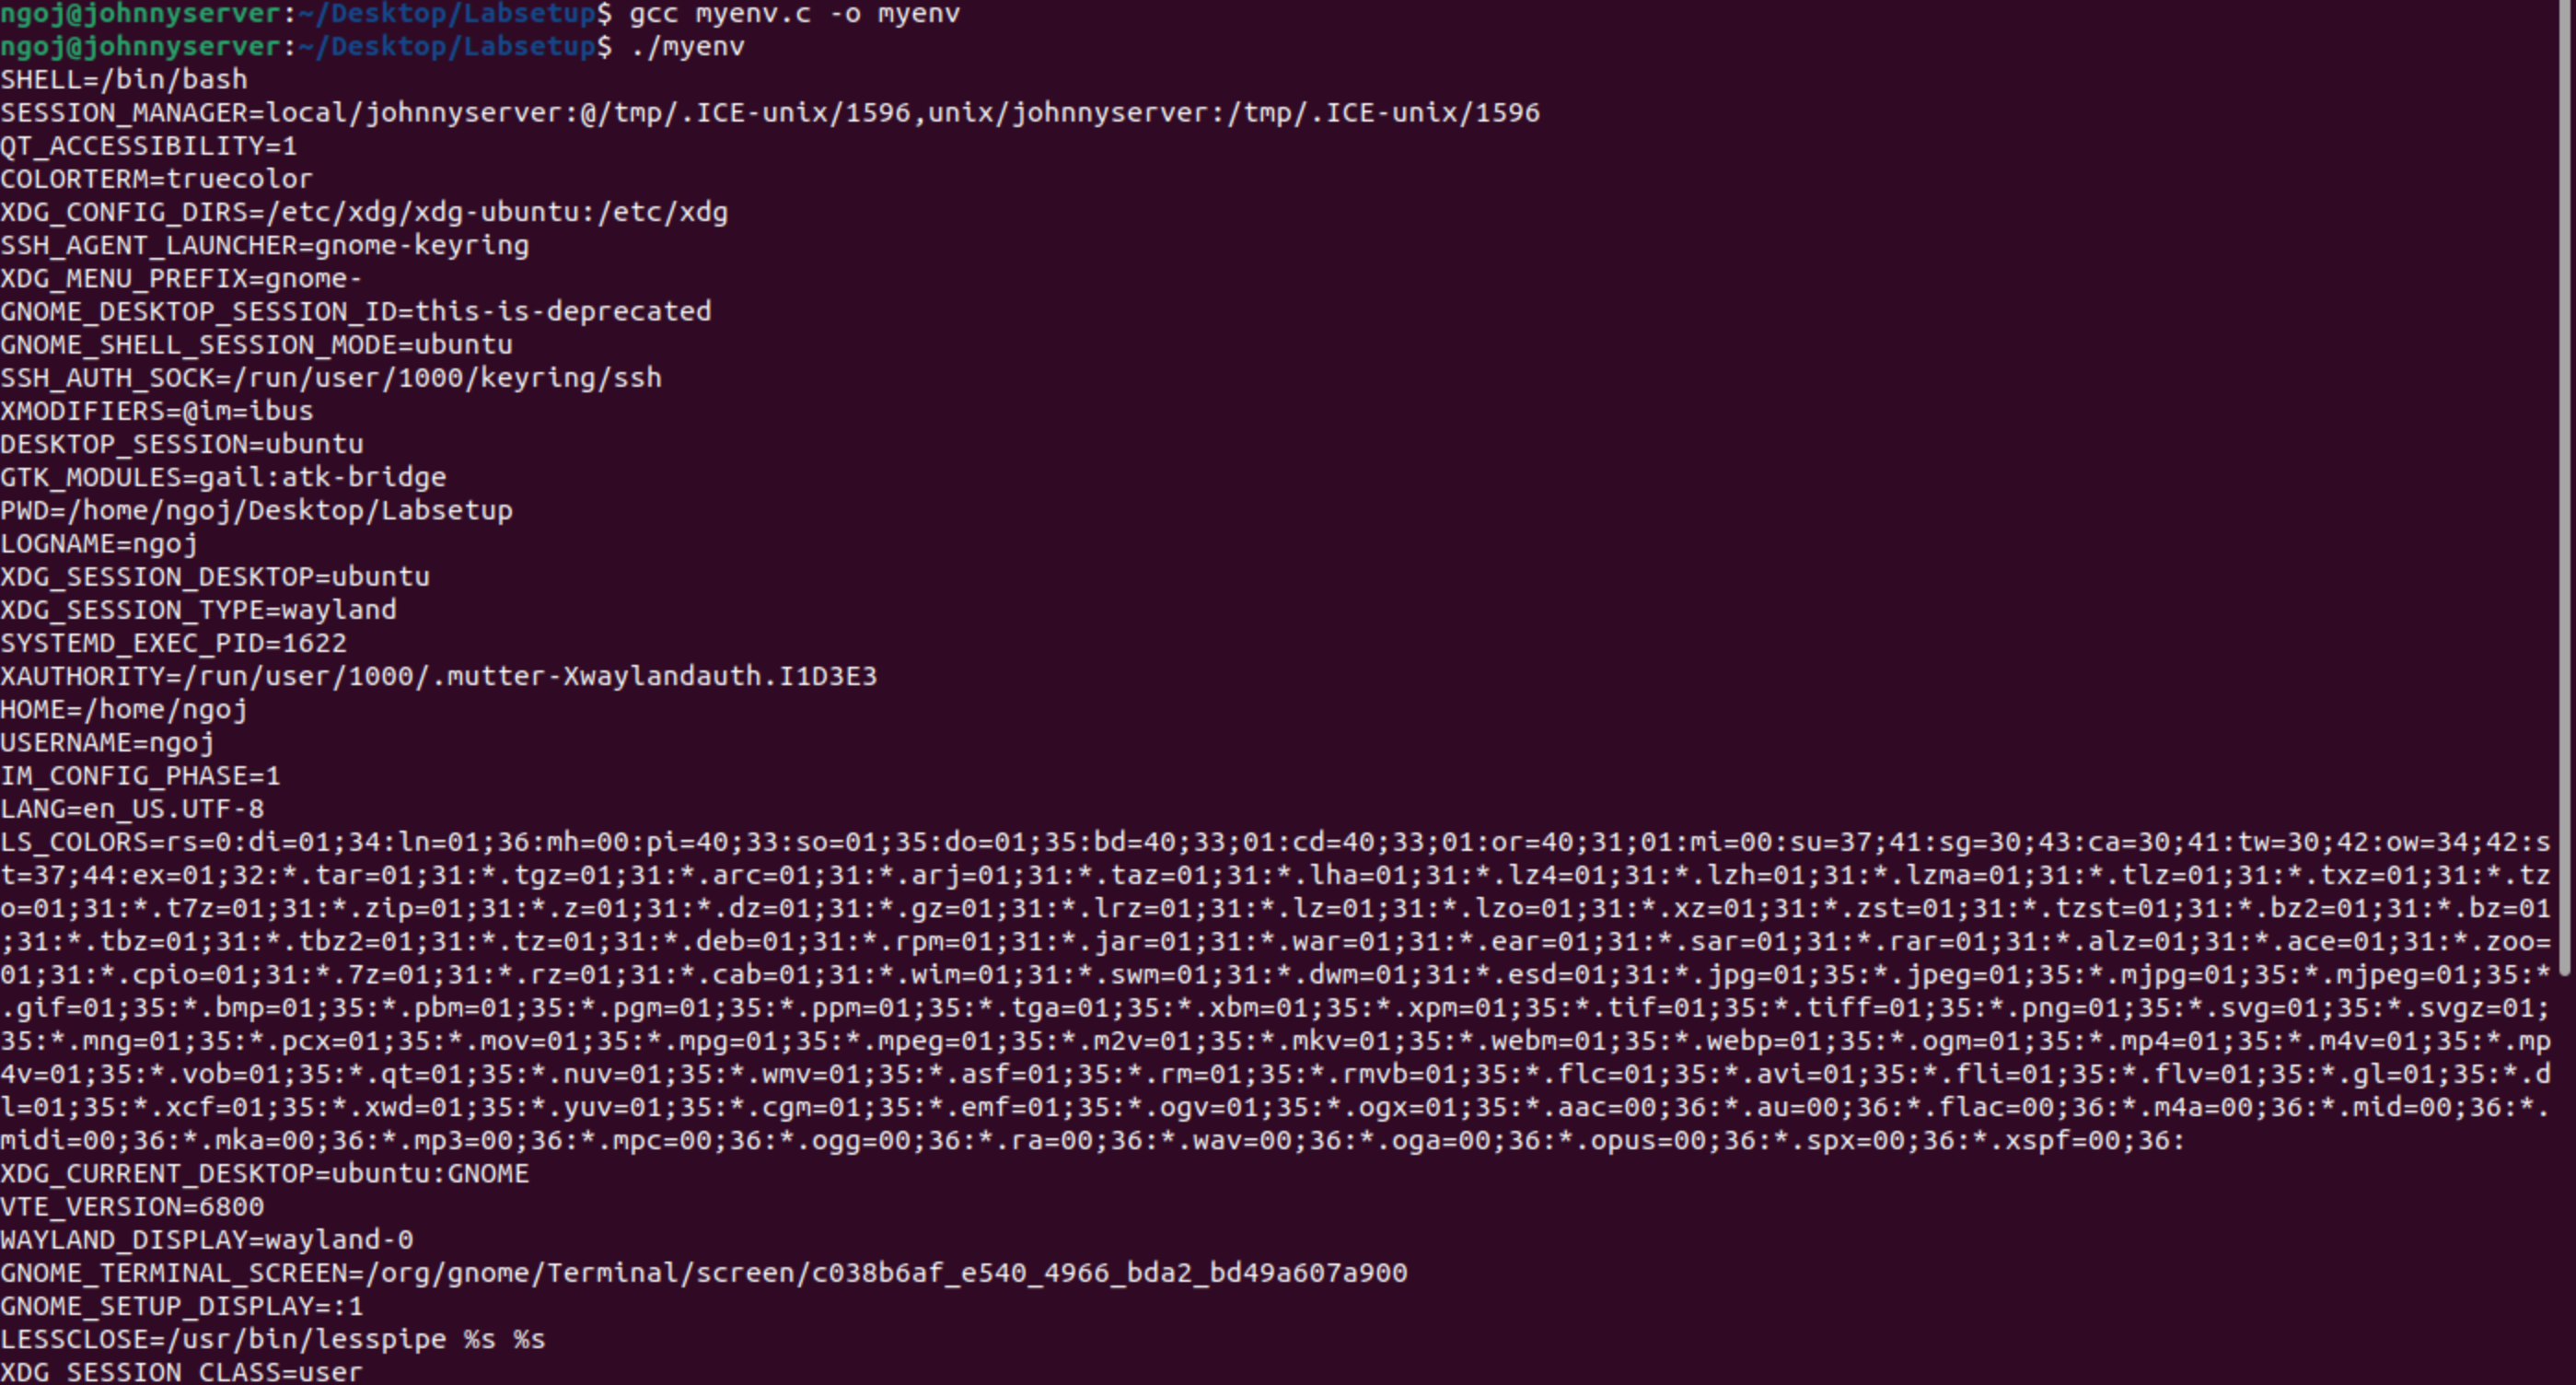 ngoj@johnnyserver:~/Desktop/Labsetup$ gcc myenv.c -o myenv
ngoj@johnnyserver:~/Desktop/Labsetup$ ./myenv
SHELL=/bin/bash
SESSION_MANAGER=local/johnnyserver:@/tmp/.ICE-unix/1596,unix/johnnyserver:/tmp/.ICE-unix/1596
QT_ACCESSIBILITY=1
COLORTERM=truecolor
XDG_CONFIG_DIRS=/etc/xdg/xdg-ubuntu:/etc/xdg
SSH_AGENT_LAUNCHER=gnome-keyring
XDG_MENU_PREFIX=gnome-
GNOME_DESKTOP_SESSION_ID=this-is-deprecated
GNOME_SHELL_SESSION_MODE=ubuntu
SSH_AUTH_SOCK=/run/user/1000/keyring/ssh
XMODIFIERS=@im=ibus
DESKTOP_SESSION=ubuntu
GTK_MODULES=gail:atk-bridge
PWD=/home/ngoj/Desktop/Labsetup
LOGNAME=ngoj
XDG_SESSION_DESKTOP=ubuntu
XDG_SESSION_TYPE=wayland
SYSTEMD_EXEC_PID=1622
XAUTHORITY=/run/user/1000/.mutter-Xwaylandauth.I1D3E3
HOME=/home/ngoj
USERNAME=ngoj
IM_CONFIG_PHASE=1
LANG=en_US.UTF-8
LS_COLORS=rs=0:di=01;34:ln=01;36:mh=00:pi=40;33:so=01;35:do=01;35:bd=40;33;01:cd=40;33;01:or=40;31;01:mi=00:su=37;41:sg=30;43:ca=30;41:tw=30;42:ow=34;42:s
t=37;44:ex=01;32:*.tar=01;31:*.tgz=01;31:*.arc=01;31:*.arj=01;31:*.taz=01;31:*.lha=01;31:*.lz4=01;31:*.lzh=01;31:*.lzma=01;31:*.tlz=01;31:*.txz=01;31:*.tz
o=01;31:*.t7z=01;31:*.zip=01;31:*.z=01;31:*.dz=01;31:*.gz=01;31:*.lrz=01;31:*.lz=01;31:*.lzo=01;31:*.xz=01;31:*.zst=01;31:*.tzst=01;31:*.bz2=01;31:*.bz=01
;31:*.tbz=01;31:*.tbz2=01;31:*.tz=01;31:*.deb=01;31:*.rpm=01;31:*.jar=01;31:*.war=01;31:*.ear=01;31:*.sar=01;31:*.rar=01;31:*.alz=01;31:*.ace=01;31:*.zoo=
01;31:*.cpio=01;31:*.7z=01;31:*.rz=01;31:*.cab=01;31:*.wim=01;31:*.swm=01;31:*.dwm=01;31:*.esd=01;31:*.jpg=01;35:*.jpeg=01;35:*.mjpg=01;35:*.mjpeg=01;35:*
.gif=01;35:*.bmp=01;35:*.pbm=01;35:*.pgm=01;35:*.ppm=01;35:*.tga=01;35:*.xbm=01;35:*.xpm=01;35:*.tif=01;35:*.tiff=01;35:*.png=01;35:*.svg=01;35:*.svgz=01;
35:*.mng=01;35:*.pcx=01;35:*.mov=01;35:*.mpg=01;35:*.mpeg=01;35:*.m2v=01;35:*.mkv=01;35:*.webm=01;35:*.webp=01;35:*.ogm=01;35:*.mp4=01;35:*.m4v=01;35:*.mp
4v=01;35:*.vob=01;35:*.qt=01;35:*.nuv=01;35:*.wmv=01;35:*.asf=01;35:*.rm=01;35:*.rmvb=01;35:*.flc=01;35:*.avi=01;35:*.fli=01;35:*.flv=01;35:*.gl=01;35:*.d
l=01;35:*.xcf=01;35:*.xwd=01;35:*.yuv=01;35:*.cgm=01;35:*.emf=01;35:*.ogv=01;35:*.ogx=01;35:*.aac=00;36:*.au=00;36:*.flac=00;36:*.m4a=00;36:*.mid=00;36:*.
midi=00;36:*.mka=00;36:*.mp3=00;36:*.mpc=00;36:*.ogg=00;36:*.ra=00;36:*.wav=00;36:*.oga=00;36:*.opus=00;36:*.spx=00;36:*.xspf=00;36:
XDG_CURRENT_DESKTOP=ubuntu:GNOME
VTE_VERSION=6800
WAYLAND_DISPLAY=wayland-0
GNOME_TERMINAL_SCREEN=/org/gnome/Terminal/screen/c038b6af_e540_4966_bda2_bd49a607a900
GNOME_SETUP_DISPLAY=:1
LESSCLOSE=/usr/bin/lesspipe %s %s
XDG_SESSION_CLASS=user